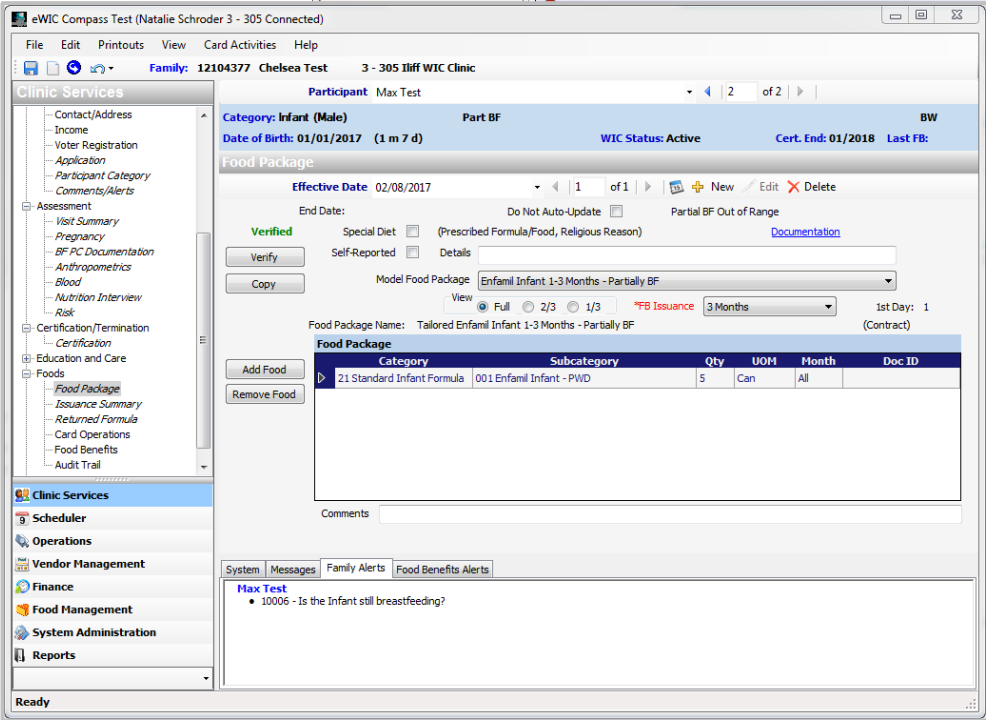 eWIC Compass Test (Natalie Schroder 3 - 305 Connected)
File Edit Printouts View Card Activities Help
Family: 12104377 Chelsea Test 3 - 305 Iliff WIC Clinic
Clinic Services
Contact/Address
Income
Voter Registration
Application
Participant Category
Comments/Alerts
Assessment
Visit Summary
Pregnancy
BF PC Documentation
Anthropometrics
Blood
Nutrition Interview
Risk
Certification/Termination
Certification
Education and Care
Foods
Food Package
Issuance Summary
Returned Formula
Card Operations
Food Benefits
Audit Trail
Clinic Services
9 Scheduler
Operations
Vendor Management
Finance
Food Management
System Administration
Reports
Participant Max Test 2 of 2
Category: Infant (Male) Part BF BW
Date of Birth: 01/01/2017 (1 m 7 d) WIC Status: Active Cert. End: 01/2018 Last FB:
Food Package
Effective Date 02/08/2017 1 of 1 New Edit Delete
End Date: Do Not Auto-Update Partial BF Out of Range
Verified Special Diet (Prescribed Formula/Food, Religious Reason) Documentation
Verify Self-Reported Details
Copy Model Food Package Enfamil Infant 1-3 Months - Partially BF
View Full 2/3 1/3 *FB Issuance 3 Months 1st Day: 1
Food Package Name: Tailored Enfamil Infant 1-3 Months - Partially BF (Contract)
Food Package
Category Subcategory Qty UOM Month Doc ID
21 Standard Infant Formula 001 Enfamil Infant - PWD 5 Can All
Add Food
Remove Food
Comments
System Messages Family Alerts Food Benefits Alerts
Max Test
• 10006 - Is the Infant still breastfeeding?
Ready